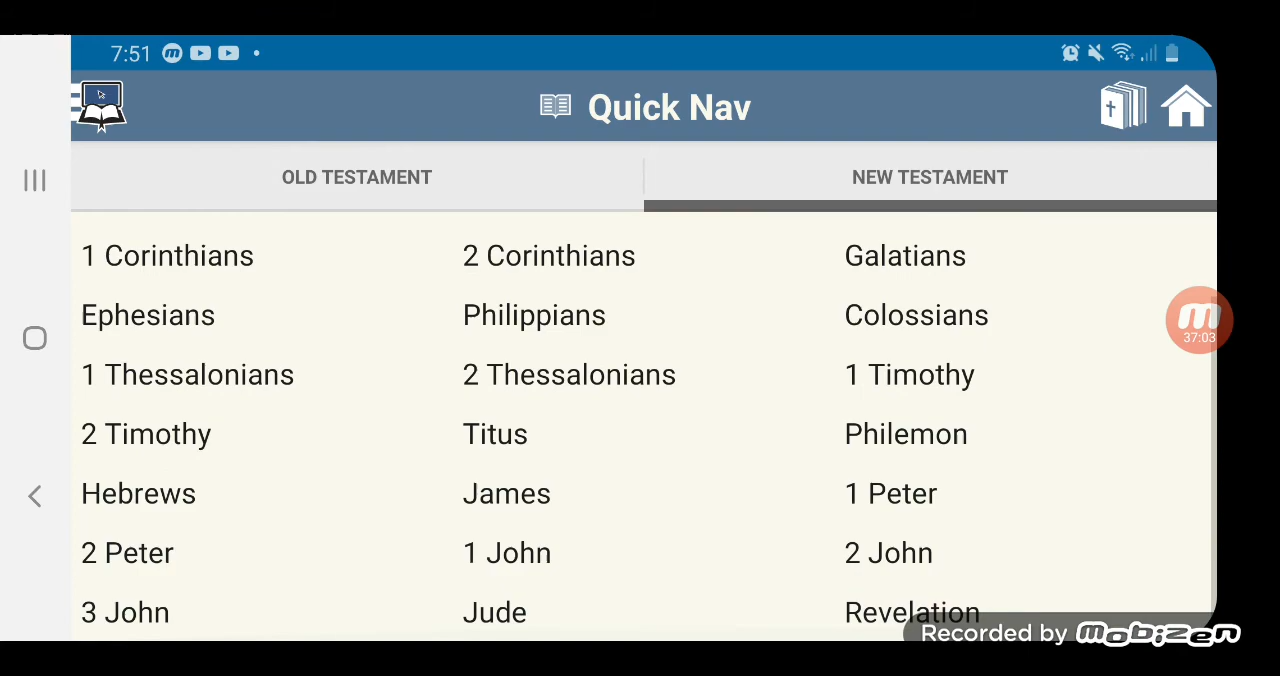 7:51
Quick Nav
OLD TESTAMENT NEW TESTAMENT
1 Corinthians 2 Corinthians Galatians
Ephesians Philippians Colossians
1 Thessalonians 2 Thessalonians 1 Timothy
2 Timothy Titus Philemon
37:03
Hebrews James 1 Peter
2 Peter 1 John 2 John
3 John Jude Revelation
Recorded by mobizen